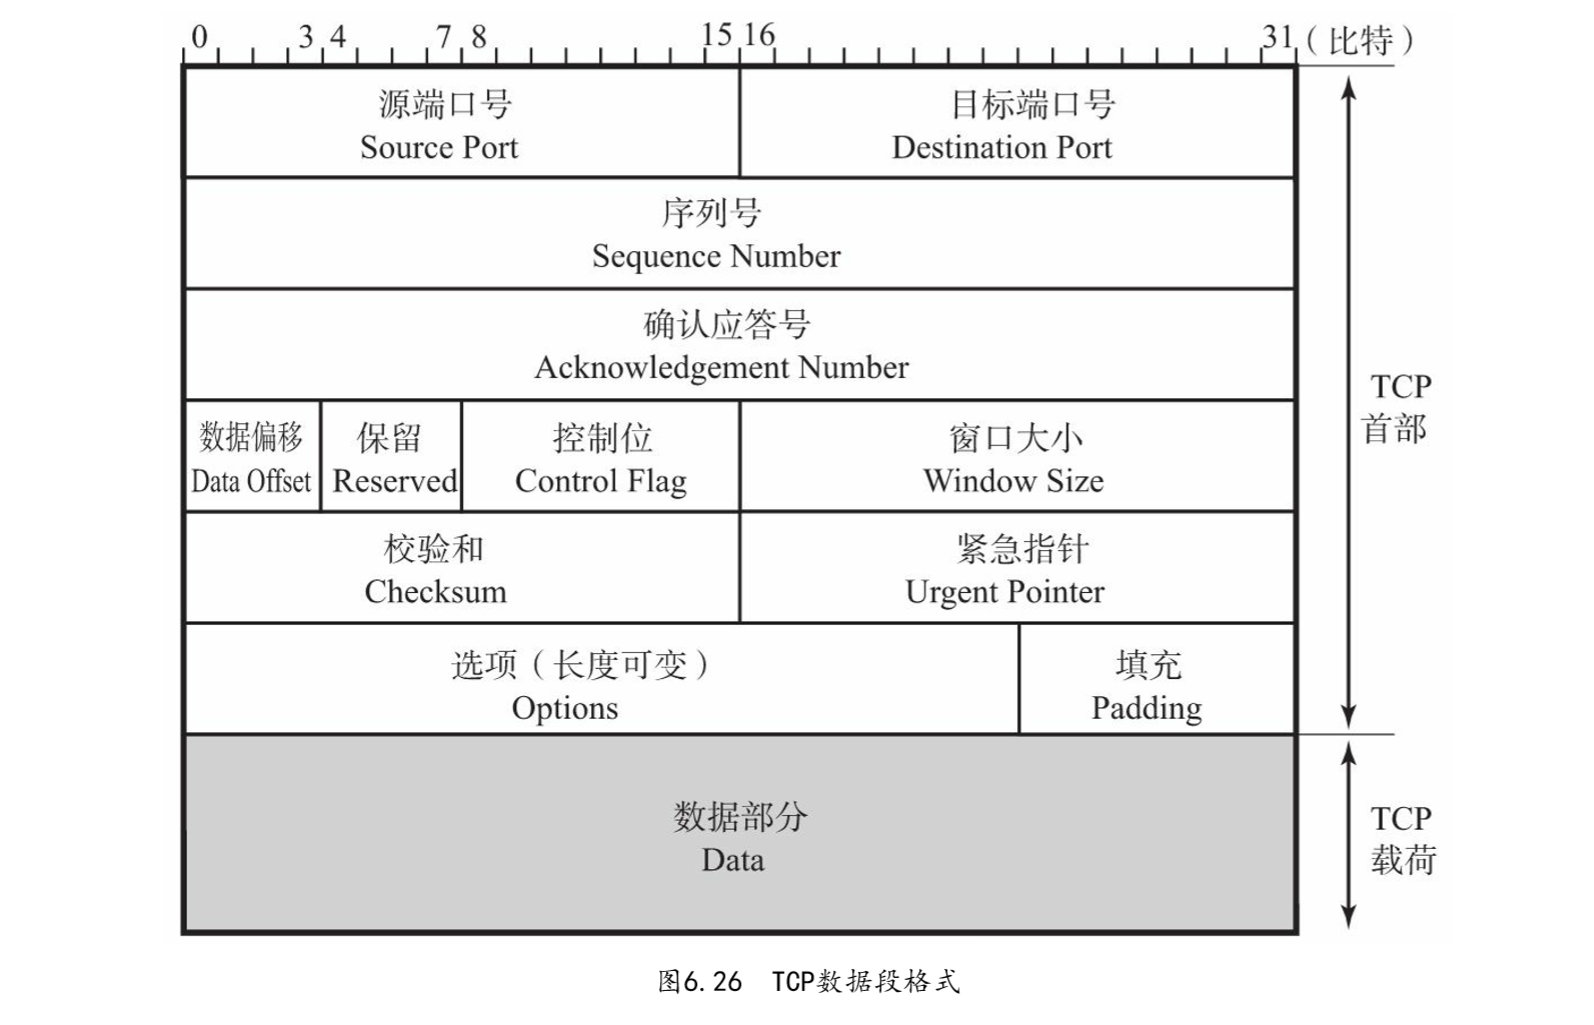 0 3 4 7 8 15 16 31 (比特)
源端口号
Source Port
目标端口号
Destination Port
序列号
Sequence Number
确认应答号
Acknowledgement Number
数据偏移
Data Offset
保留
Reserved
控制位
Control Flag
窗口大小
Window Size
校验和
Checksum
紧急指针
Urgent Pointer
选项(长度可变)
Options
填充
Padding
TCP
首部
数据部分
Data
TCP
载荷
图6.26 TCP数据段格式